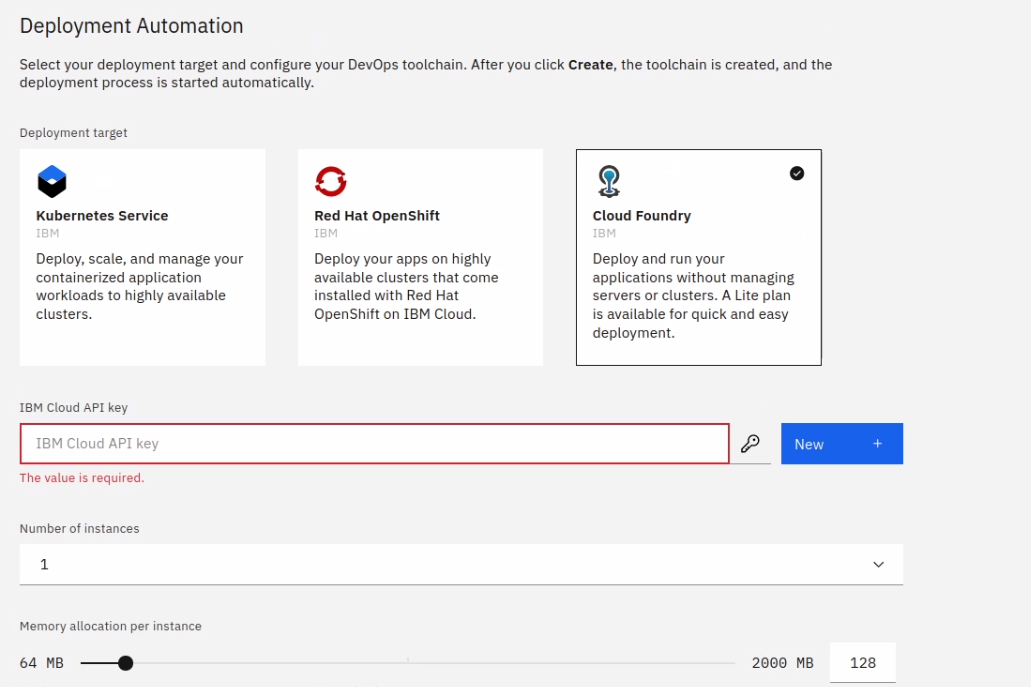 Deployment Automation
Select your deployment target and configure your DevOps toolchain. After you click Create, the toolchain is created, and the
deployment process is started automatically.
Deployment target
Kubernetes Service
IBM
Deploy, scale, and manage your
containerized application
workloads to highly available
clusters.
Red Hat OpenShift
IBM
Deploy your apps on highly
available clusters that come
installed with Red Hat
OpenShift on IBM Cloud.
Cloud Foundry
IBM
Deploy and run your
applications without managing
servers or clusters. A Lite plan
is available for quick and easy
deployment.
IBM Cloud API key
IBM Cloud API key
New +
The value is required.
Number of instances
1
Memory allocation per instance
64 MB 2000 MB 128